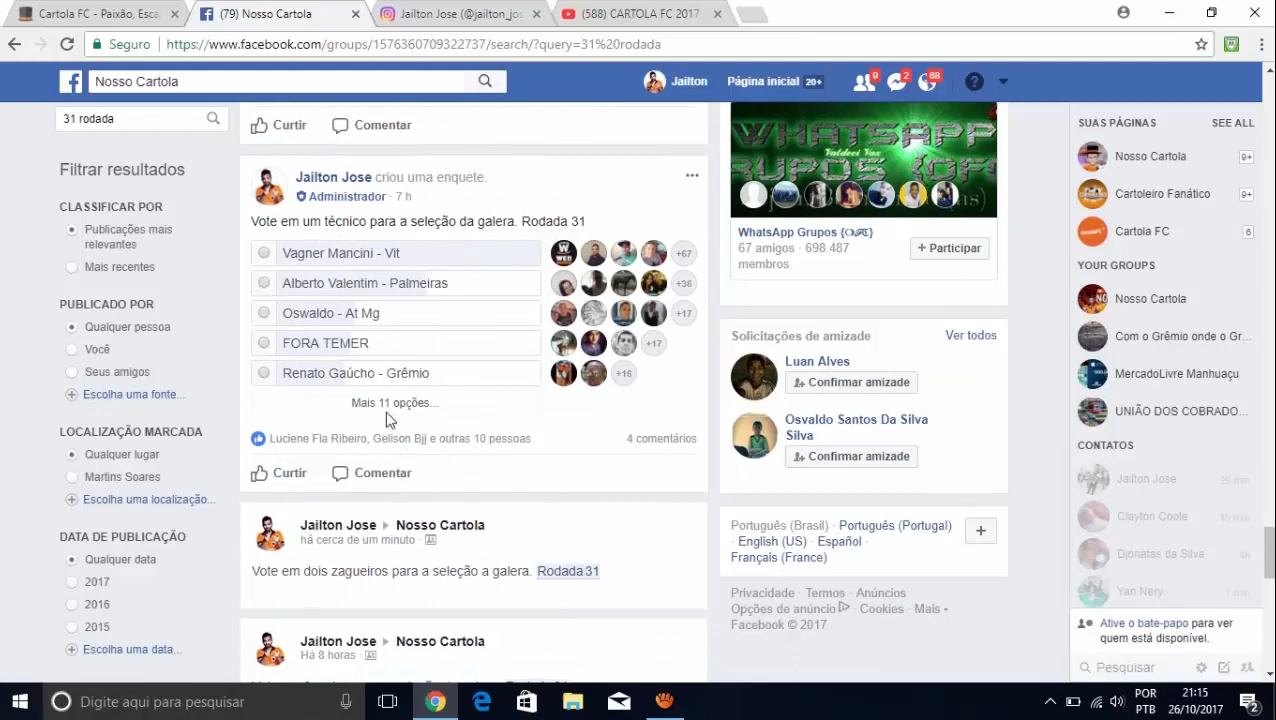 Cartola FC - Paixão, Esca
(79) Nosso Cartola
Jailton Jose (@jailton_jos
(588) CARTOLA FC 2017
Seguro
https://www.facebook.com/groups/1576360709322737/search/?query=31%20rodada
Nosso Cartola
Jailton
Página inicial 20+
9
2
68
31 rodada
Filtrar resultados
CLASSIFICAR POR
Publicações mais
relevantes
Mais recentes
PUBLICADO POR
Qualquer pessoa
Você
Seus amigos
Escolha uma fonte...
LOCALIZAÇÃO MARCADA
Qualquer lugar
Martins Soares
Escolha uma localização...
DATA DE PUBLICAÇÃO
Qualquer data
2017
2016
2015
Escolha uma data...
Curtir Comentar
Jailton Jose criou uma enquete.
Administrador · 7 h
Vote em um técnico para a seleção da galera. Rodada 31
Vagner Mancini - Vit
+67
Alberto Valentim - Palmeiras
+36
Oswaldo - At Mg
+17
FORA TEMER
+17
Renato Gaúcho - Grêmio
+16
Mais 11 opções...
Luciene Fla Ribeiro, Gelison Bjj e outras 10 pessoas
4 comentários
Curtir Comentar
Jailton Jose Nosso Cartola
há cerca de um minuto ·
Vote em dois zagueiros para a seleção a galera. Rodada 31
Jailton Jose Nosso Cartola
Há 8 horas ·
WHATSAPP
Valdeci Vax
GRUPOS (OF
WhatsApp Grupos
67 amigos · 698.487
membros
+ Participar
Solicitações de amizade
Ver todos
Luan Alves
Confirmar amizade
Osvaldo Santos Da Silva
Silva
Confirmar amizade
Português (Brasil) · Português (Portugal)
· English (US) · Español ·
Français (France)
Privacidade · Termos · Anúncios
Opções de anúncio · Cookies · Mais
Facebook © 2017
SUAS PÁGINAS
SEE ALL
Nosso Cartola
9+
Cartoleiro Fanático
9+
Cartola FC
6
YOUR GROUPS
Nosso Cartola
Com o Grêmio onde o Gr...
MercadoLivre Manhuaçu
UNIÃO DOS COBRADO...
CONTATOS
Jailton Jose
Clayton Coole
Djonatas da Silva
Yan Nery
Ative o bate-papo para ver
quem está disponível.
Pesquisar
Digite aqui para pesquisar
POR
PTB
21:15
26/10/2017
2